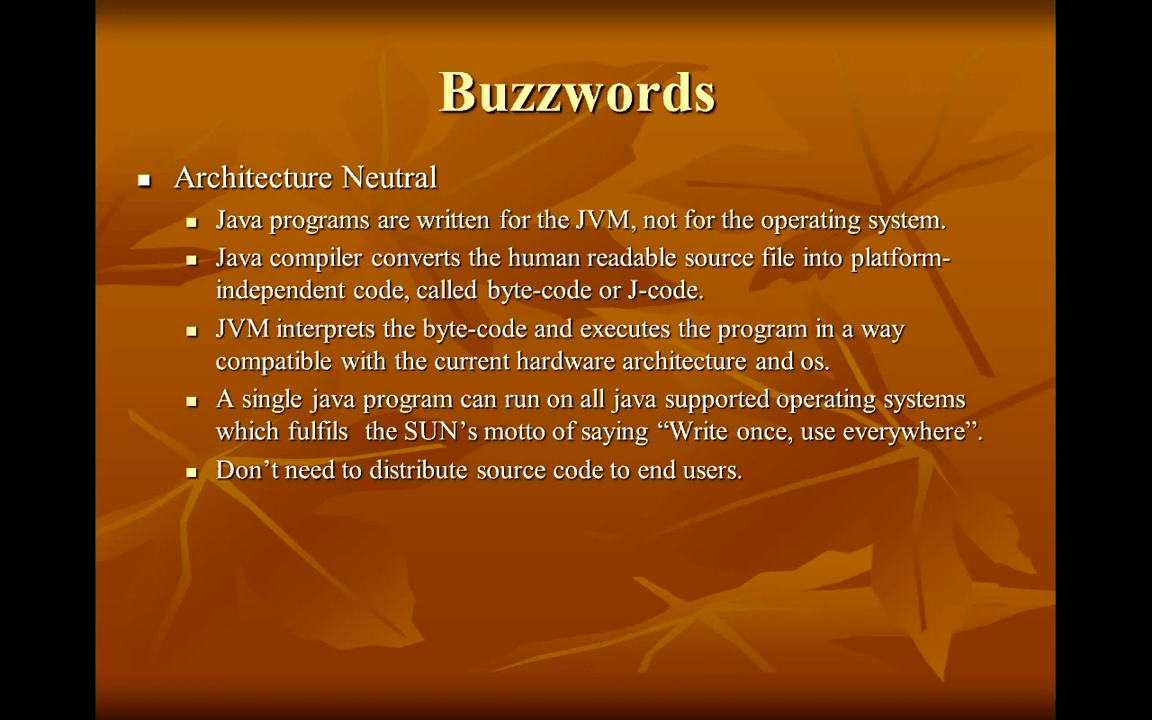 Buzzwords
Architecture Neutral
Java programs are written for the JVM, not for the operating system.
Java compiler converts the human readable source file into platform-
independent code, called byte-code or J-code.
JVM interprets the byte-code and executes the program in a way
compatible with the current hardware architecture and os.
A single java program can run on all java supported operating systems
which fulfils  the SUN’s motto of saying “Write once, use everywhere”.
Don’t need to distribute source code to end users.